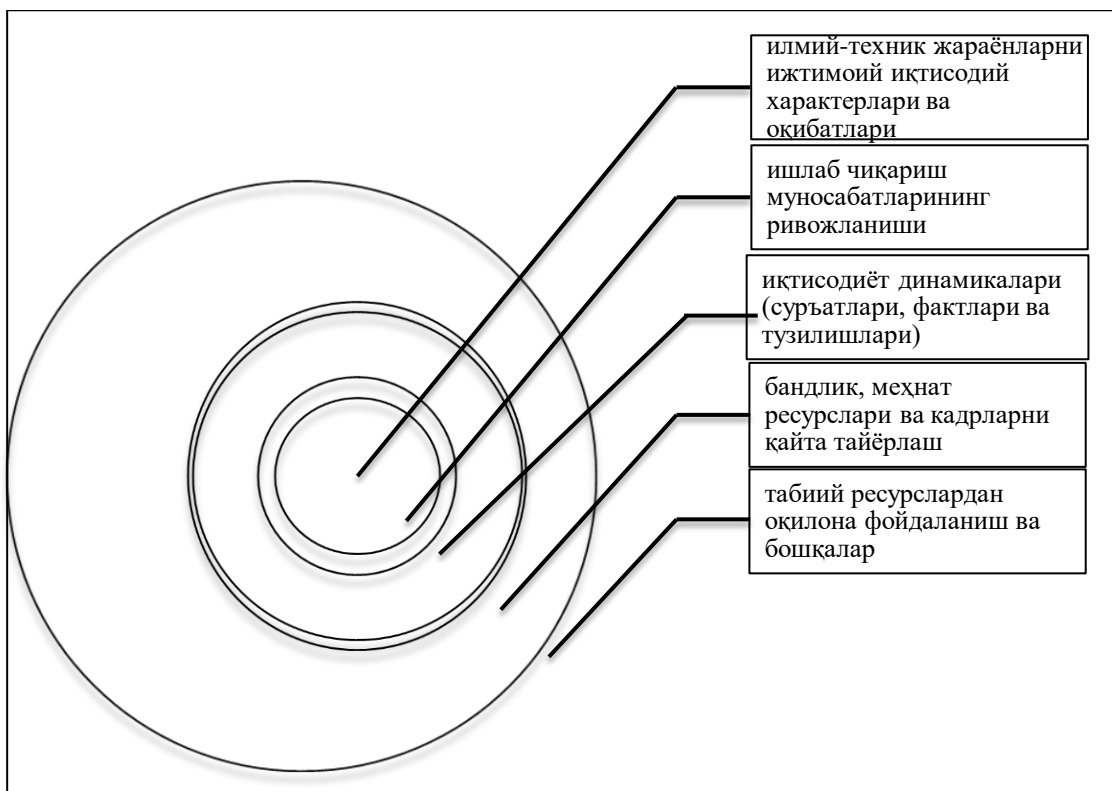 илмий-техник жараёнларни
ижтимоий иқтисодий
характерлари ва
оқибатлари
ишлаб чиқариш
муносабатларининг
ривожланиши
иқтисодиёт динамикалари
(суръатлари, фактлари ва
тузилишлари)
бандлик, меҳнат
ресурслари ва кадрларни
қайта тайёрлаш
табиий ресурслардан
оқилона фойдаланиш ва
бошқалар